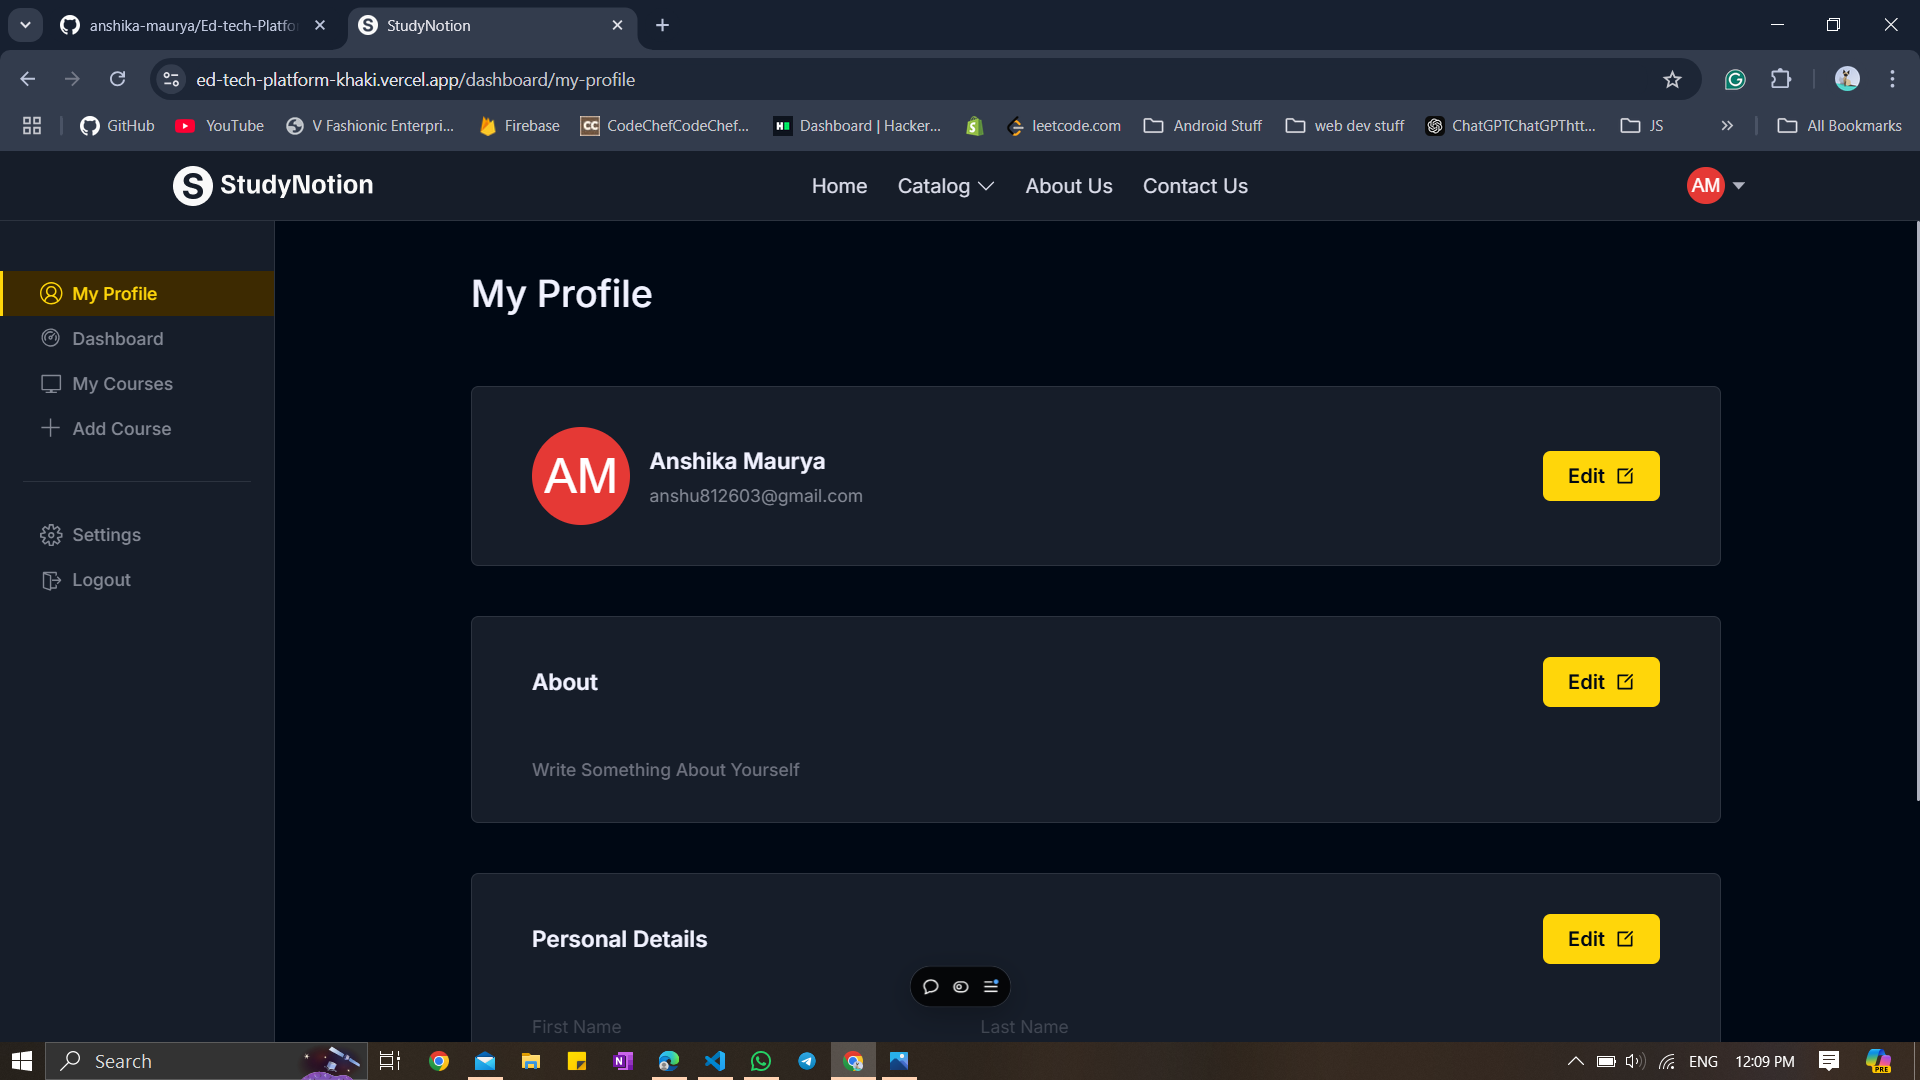 anshika-maurya/Ed-tech-Platfo
StudyNotion
ed-tech-platform-khaki.vercel.app/dashboard/my-profile
GitHub
YouTube
V Fashionic Enterpri...
Firebase
CC
CodeChefCodeChef...
Dashboard | Hacker...
leetcode.com
Android Stuff
web dev stuff
ChatGPTChatGPThtt...
JS
»
All Bookmarks
S StudyNotion
Home
Catalog
About Us
Contact Us
AM
My Profile
Dashboard
My Courses
Add Course
Settings
Logout
My Profile
AM
Anshika Maurya
anshu812603@gmail.com
Edit
About
Edit
Write Something About Yourself
Personal Details
Edit
First Name
Last Name
Search
ENG
12:09 PM
PRE